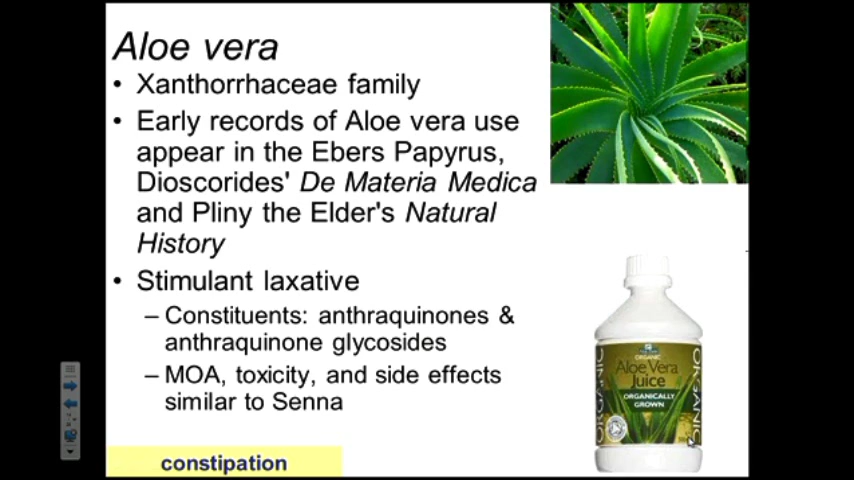 Aloe vera
• Xanthorrhaceae family
• Early records of Aloe vera use
appear in the Ebers Papyrus,
Dioscorides' De Materia Medica
and Pliny the Elder's Natural
History
• Stimulant laxative
– Constituents: anthraquinones &
anthraquinone glycosides
– MOA, toxicity, and side effects
similar to Senna
constipation
ORGANIC
Aloe Vera
Juice
ORGANICALLY
GROWN
ORGANIC
ORGANIC